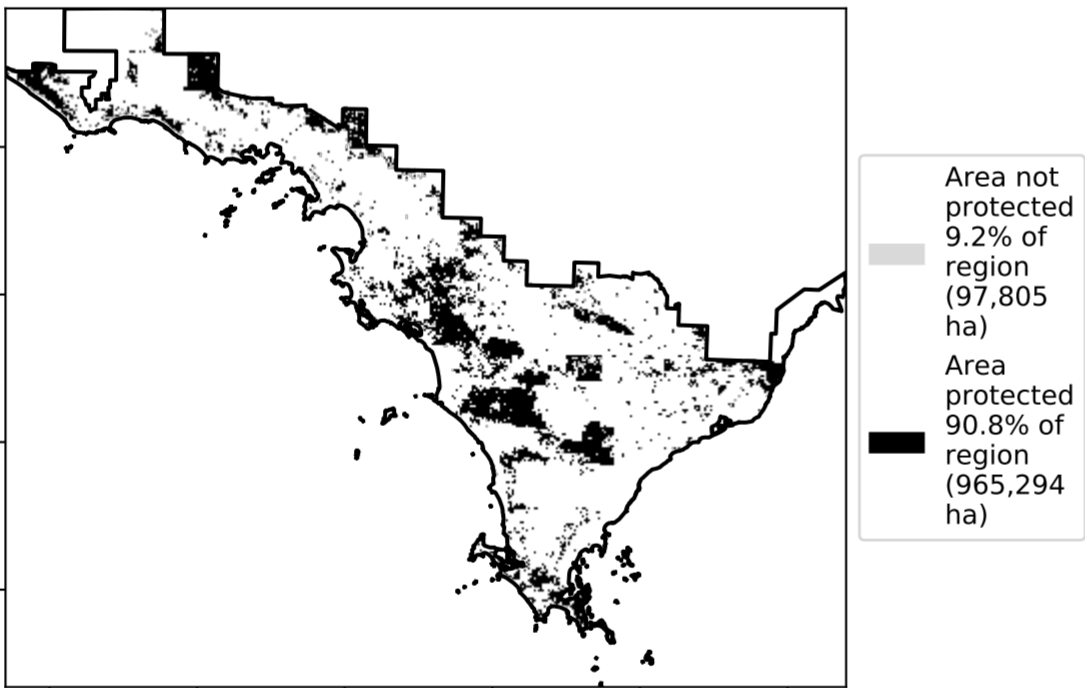 Area not
protected
9.2% of
region
(97,805
ha)
Area
protected
90.8% of
region
(965,294
ha)